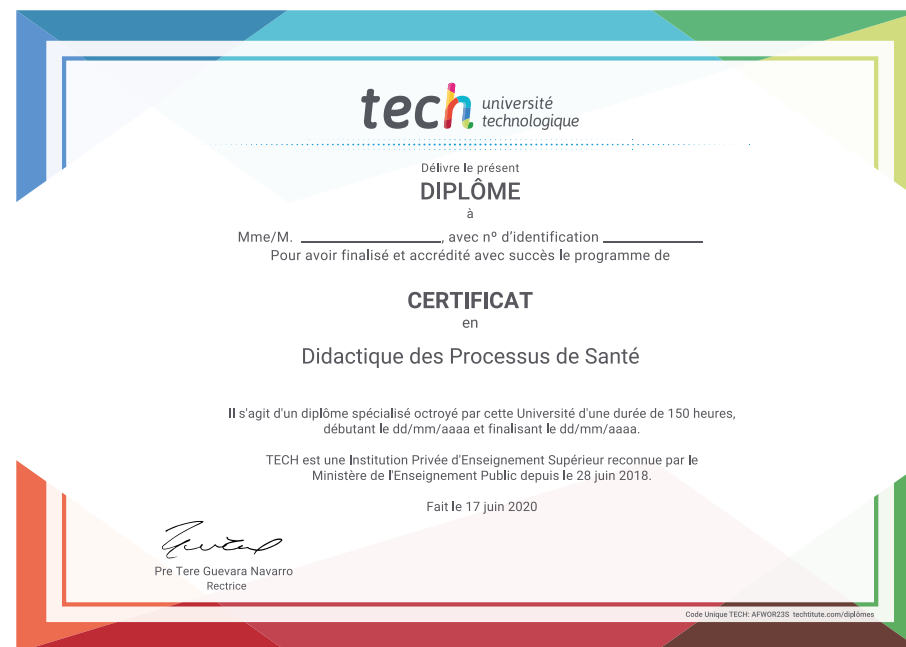 tech université
technologique
Délivre le présent
DIPLÔME
à
Mme/M. ____________________, avec nº d'identification ______________
Pour avoir finalisé et accrédité avec succès le programme de
CERTIFICAT
en
Didactique des Processus de Santé
Il s'agit d'un diplôme spécialisé octroyé par cette Université d'une durée de 150 heures,
débutant le dd/mm/aaaa et finalisant le dd/mm/aaaa.
TECH est une Institution Privée d'Enseignement Supérieur reconnue par le
Ministère de l'Enseignement Public depuis le 28 juin 2018.
Fait le 17 juin 2020
Pre Tere Guevara Navarro
Rectrice
Code Unique TECH: AFWOR23S techtitute.com/diplômes